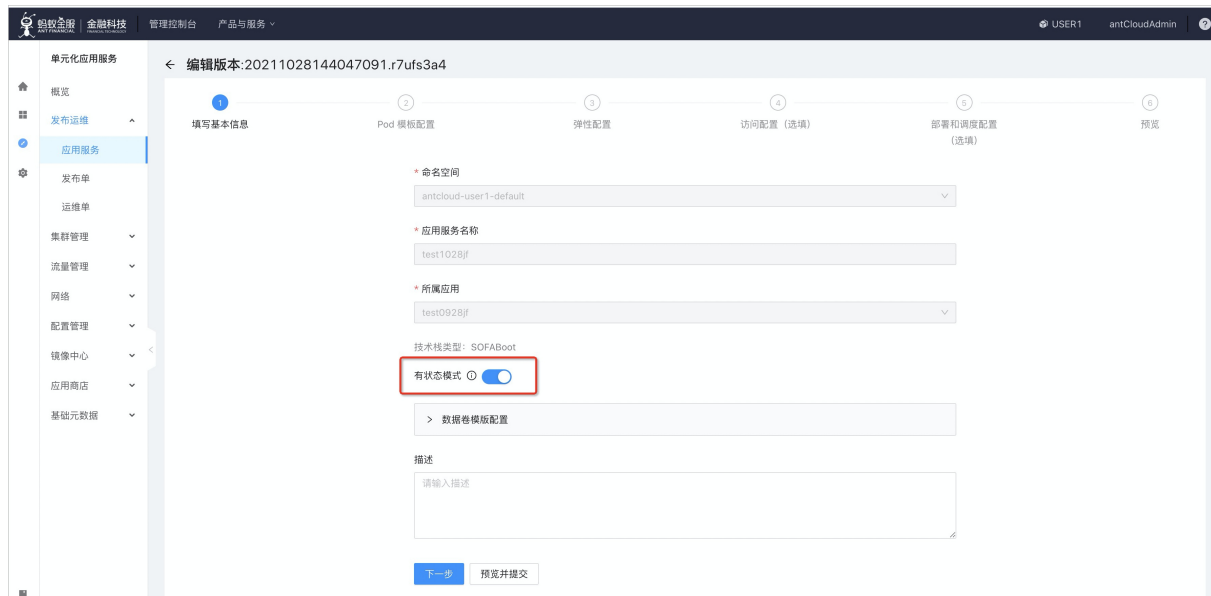 蚂蚁金服 金融科技 管理控制台 产品与服务 USER1 antCloudAdmin
ANT FINANCIAL FINANCIAL TECHNOLOGY
单元化应用服务
概览
发布运维
应用服务
发布单
运维单
集群管理
流量管理
网络
配置管理
镜像中心
应用商店
基础元数据
← 编辑版本:20211028144047091.r7ufs3a4
1 2 3 4 5 6
填写基本信息 Pod 模板配置 弹性配置 访问配置（选填） 部署和调度配置 预览
（选填）
* 命名空间
antcloud-user1-default
* 应用服务名称
test1028jf
* 所属应用
test0928jf
技术栈类型： SOFABoot
有状态模式
> 数据卷模版配置
描述
请输入描述
下一步 预览并提交